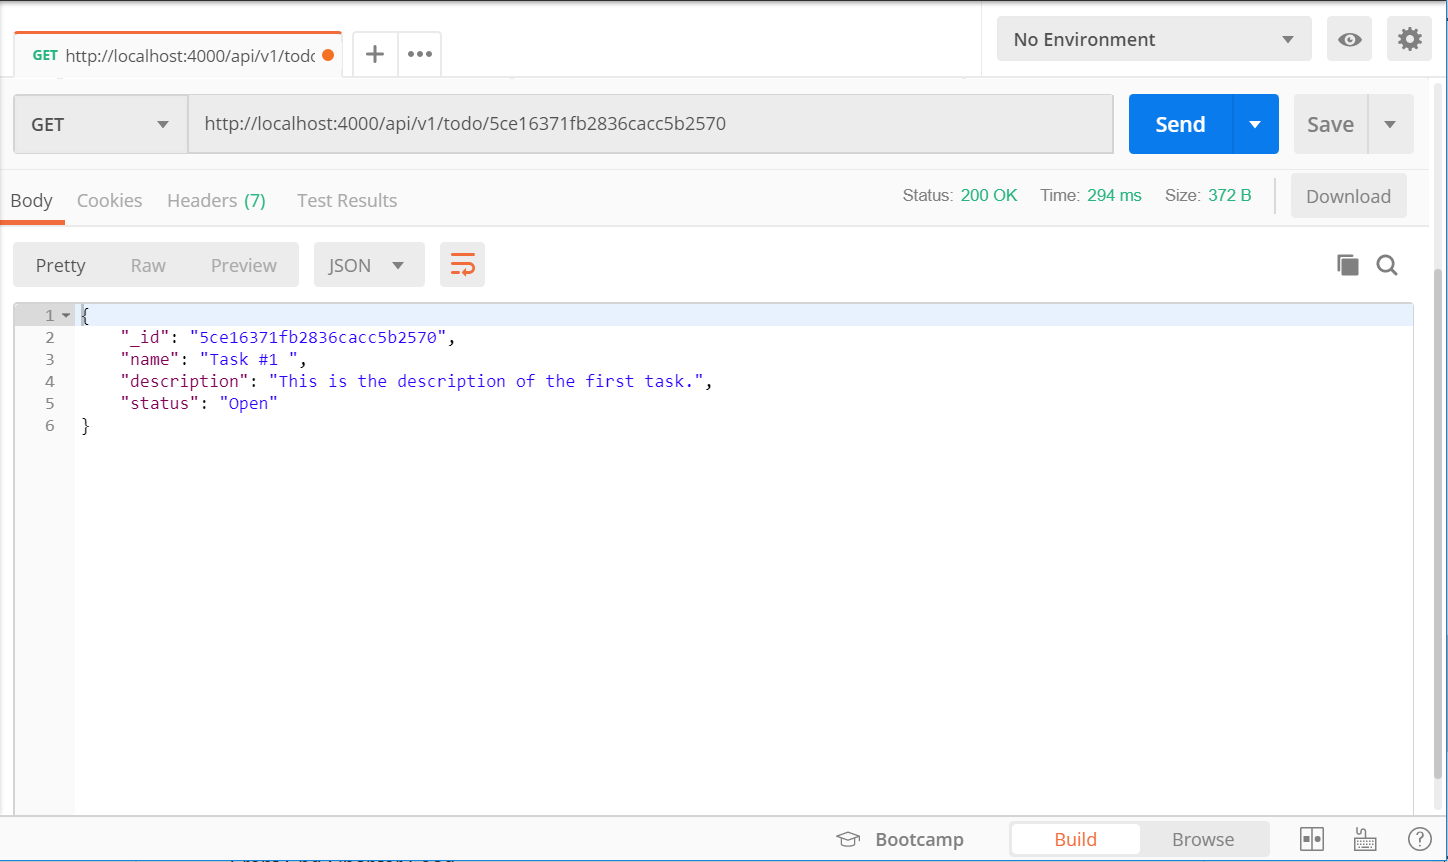 GET http://localhost:4000/api/v1/todo
No Environment
GET http://localhost:4000/api/v1/todo/5ce16371fb2836cacc5b2570 Send Save
Body Cookies Headers (7) Test Results Status: 200 OK Time: 294 ms Size: 372 B Download
Pretty Raw Preview JSON
1 {
2 "_id": "5ce16371fb2836cacc5b2570",
3 "name": "Task #1 ",
4 "description": "This is the description of the first task.",
5 "status": "Open"
6 }
Bootcamp Build Browse